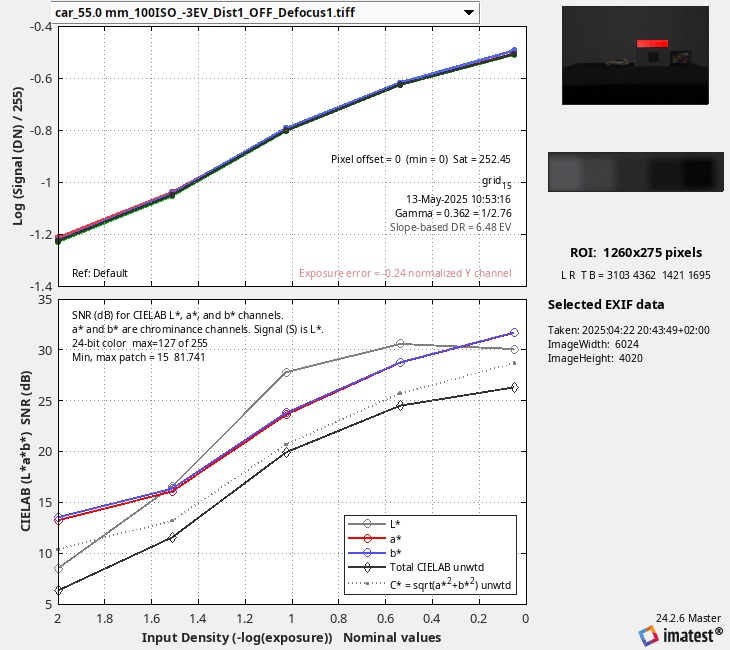 car_55.0 mm_100ISO_-3EV_Dist1_OFF_Defocus1.tiff
-0.4
-0.6
-0.8
-1
-1.2
-1.4
Log (Signal (DN) / 255)
Pixel offset = 0 (min = 0) Sat = 252.45
grid_15
13-May-2025 10:53:16
Gamma = 0.362 = 1/2.76
Slope-based DR = 6.48 EV
Ref: Default
Exposure error = -0.24 normalized Y channel
ROI: 1260x275 pixels
L R T B = 3103 4362 1421 1695
Selected EXIF data
Taken: 2025:04:22 20:43:49+02:00
ImageWidth: 6024
ImageHeight: 4020
35
30
25
20
15
10
5
CIELAB (L*a*b*) SNR (dB)
SNR (dB) for CIELAB L*, a*, and b* channels.
a* and b* are chrominance channels. Signal (S) is L*.
24-bit color max=127 of 255
Min, max patch = 15 81.741
L*
a*
b*
Total CIELAB unwtd
C* = sqrt(a*²+b*²) unwtd
2 1.8 1.6 1.4 1.2 1 0.8 0.6 0.4 0.2 0
Input Density (-log(exposure)) Nominal values
24.2.6 Master
imatest®